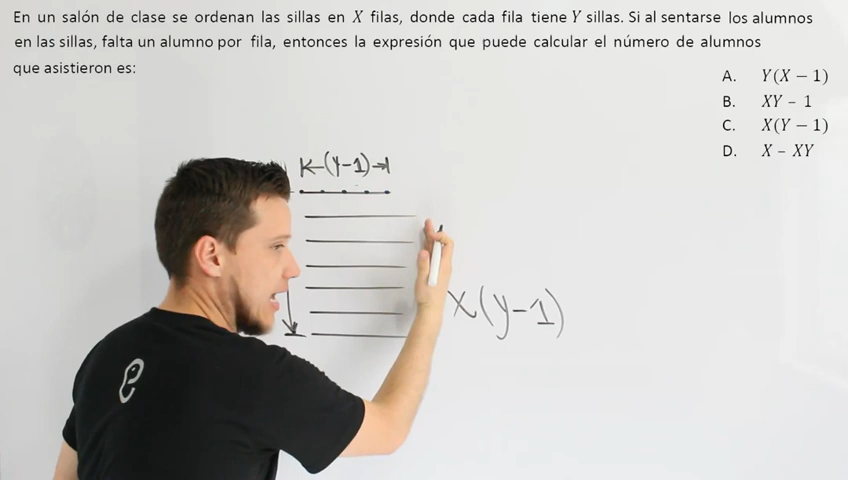 En un salón de clase se ordenan las sillas en X filas, donde cada fila tiene Y sillas. Si al sentarse los alumnos
en las sillas, falta un alumno por fila, entonces la expresión que puede calcular el número de alumnos
que asistieron es:
A. Y(X − 1)
B. XY - 1
C. X(Y − 1)
D. X - XY
(y-1)
x(y-1)
e